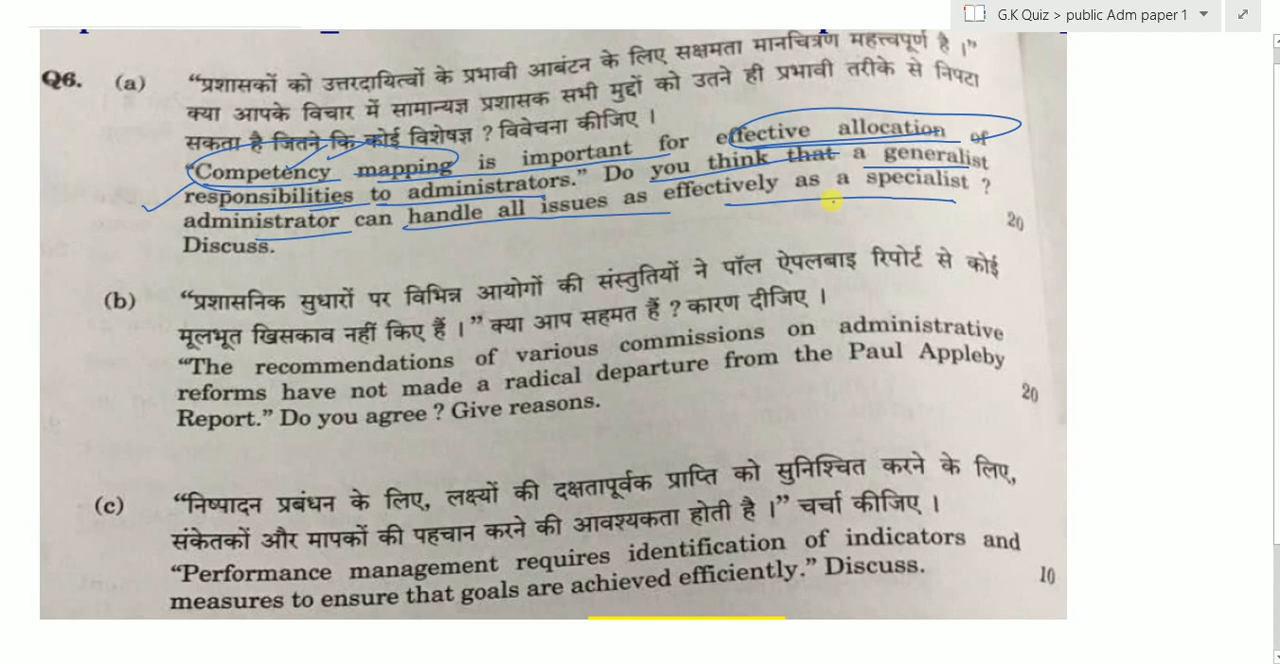 G.K Quiz > public Adm paper 1
Q6. (a) “प्रशासकों को उत्तरदायित्वों के प्रभावी आबंटन के लिए सक्षमता मानचित्रण महत्त्वपूर्ण है ।”
क्या आपके विचार में सामान्यज्ञ प्रशासक सभी मुद्दों को उतने ही प्रभावी तरीके से निपटा
सकता है जितने कि कोई विशेषज्ञ ? विवेचना कीजिए ।
“Competency mapping is important for effective allocation of
responsibilities to administrators.” Do you think that a generalist
administrator can handle all issues as effectively as a specialist ?
Discuss. 20
(b) “प्रशासनिक सुधारों पर विभिन्न आयोगों की संस्तुतियों ने पॉल ऐपलबाइ रिपोर्ट से कोई
मूलभूत खिसकाव नहीं किए हैं ।” क्या आप सहमत हैं ? कारण दीजिए ।
“The recommendations of various commissions on administrative
reforms have not made a radical departure from the Paul Appleby
Report.” Do you agree ? Give reasons. 20
(c) “निष्पादन प्रबंधन के लिए, लक्ष्यों की दक्षतापूर्वक प्राप्ति को सुनिश्चित करने के लिए,
संकेतकों और मापकों की पहचान करने की आवश्यकता होती है ।” चर्चा कीजिए ।
“Performance management requires identification of indicators and
measures to ensure that goals are achieved efficiently.” Discuss. 10